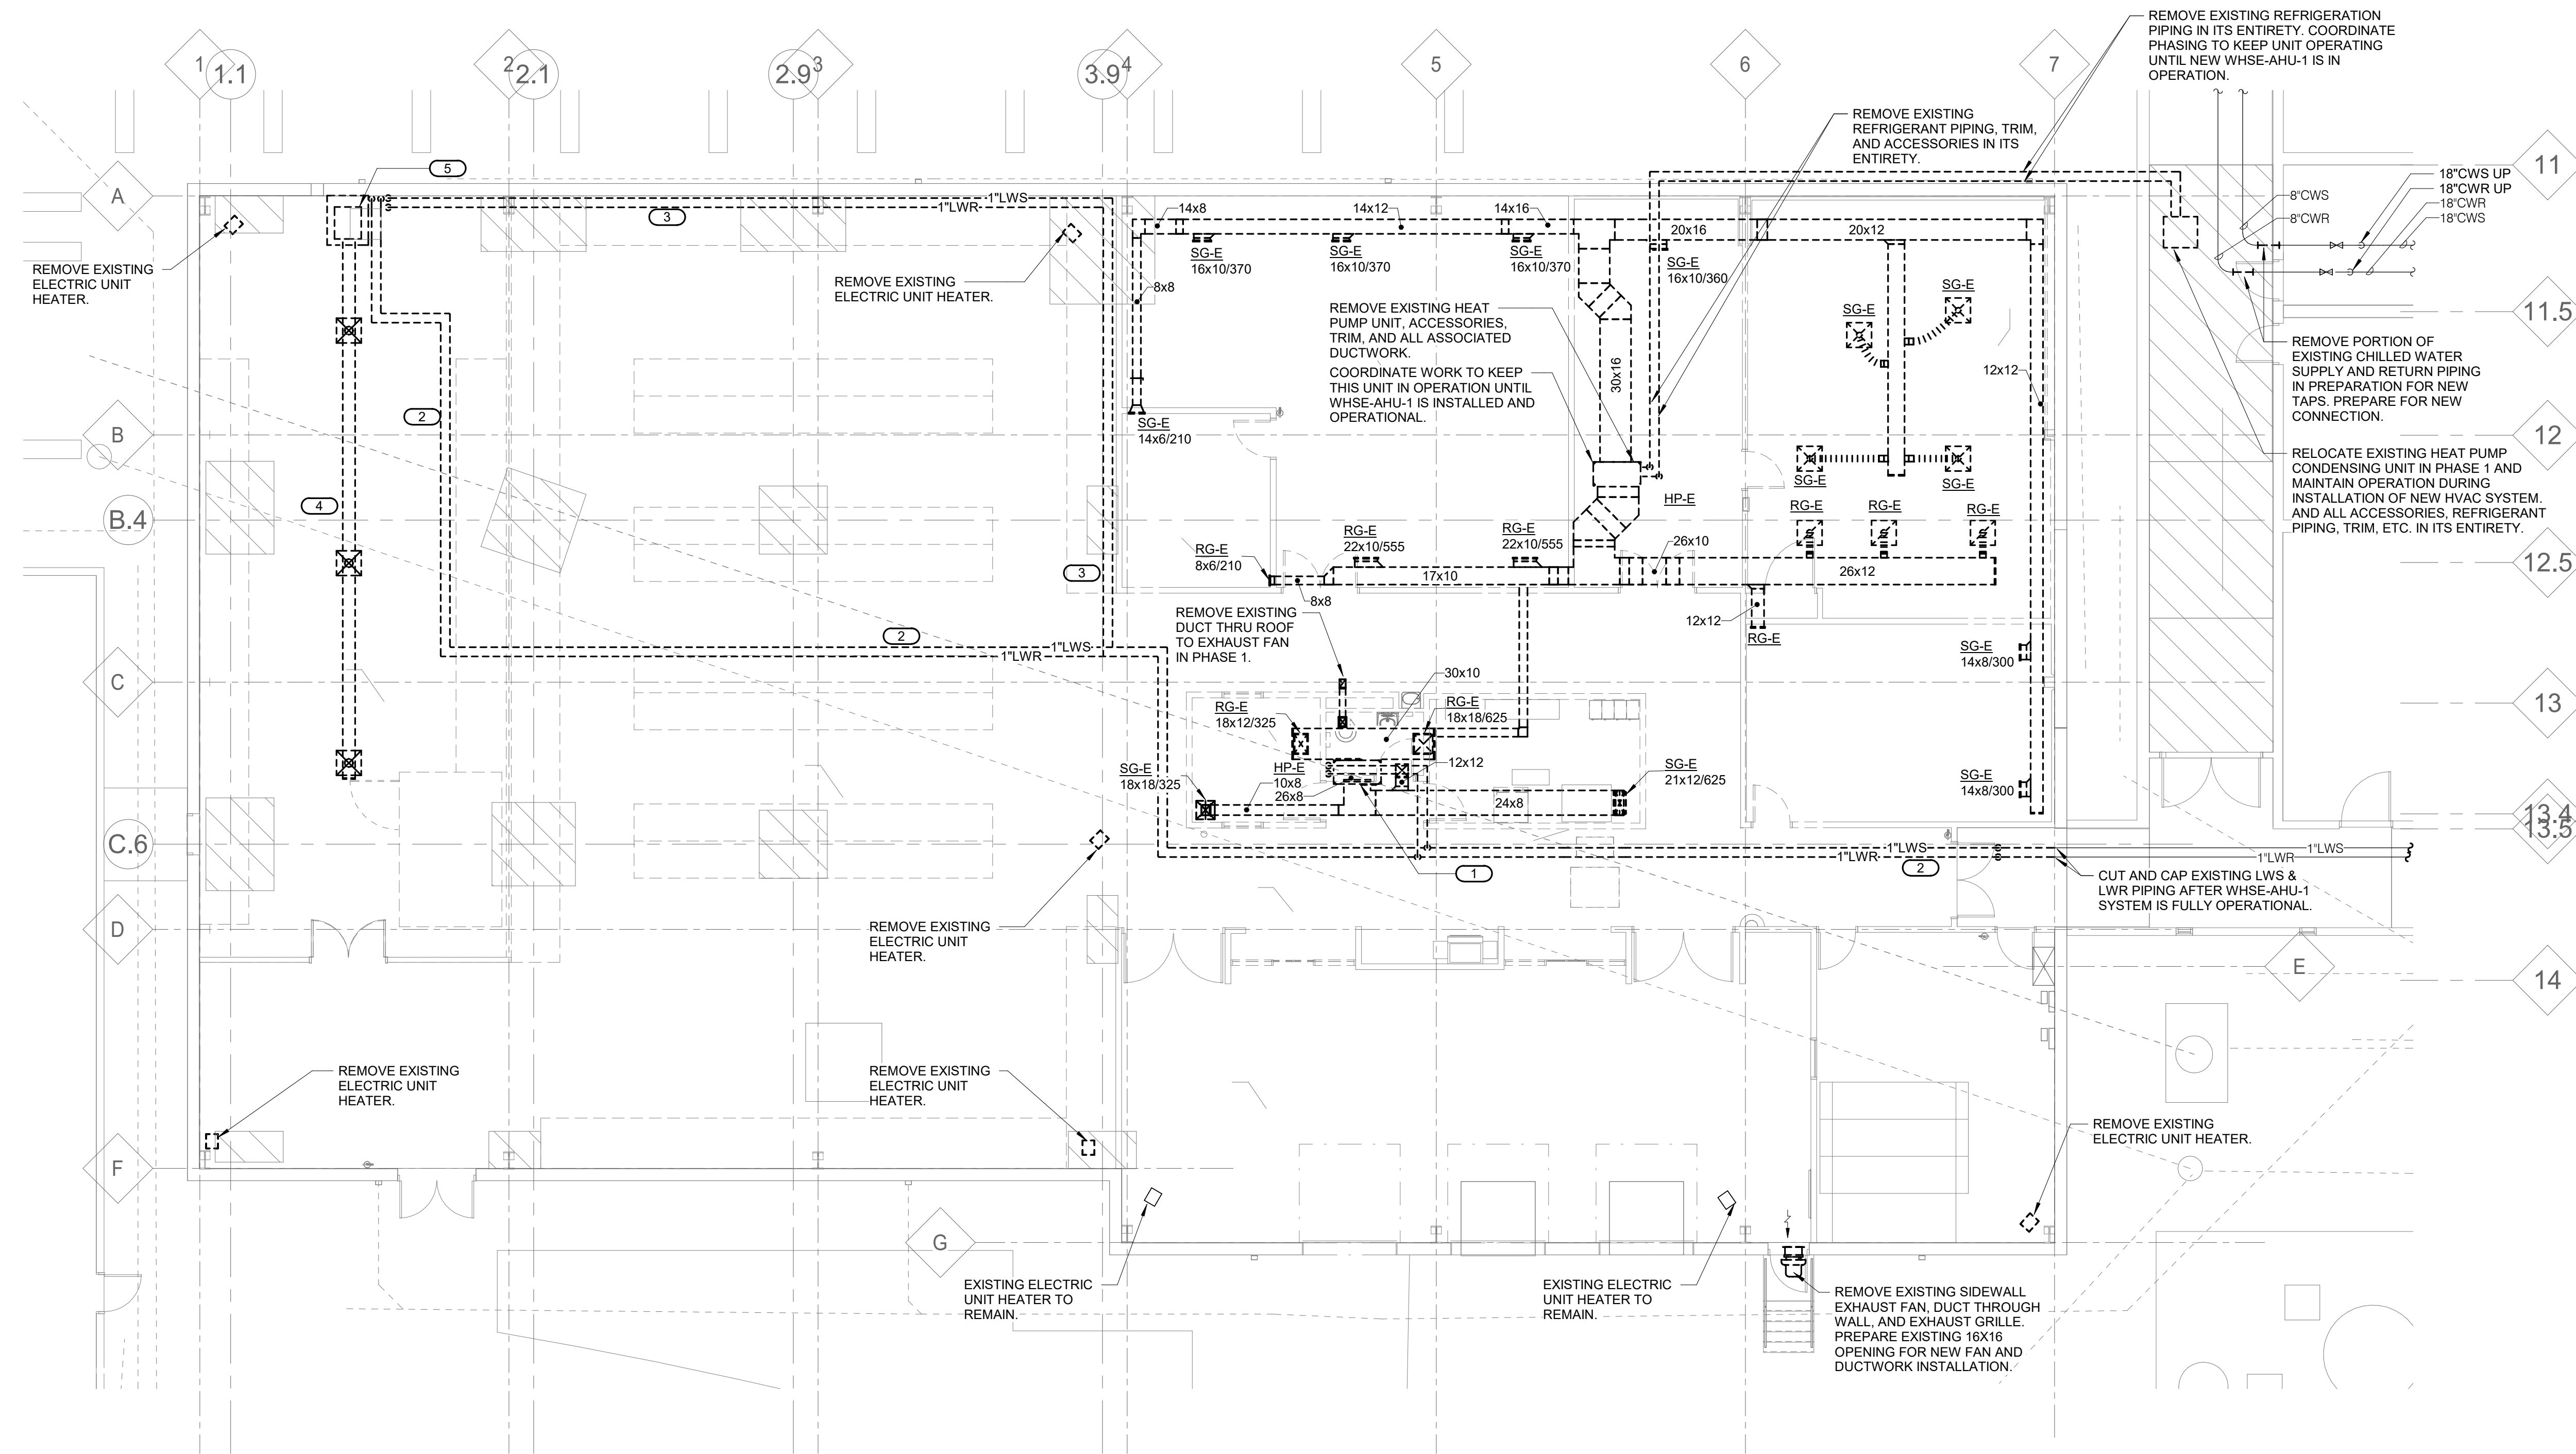 REMOVE EXISTING REFRIGERATION
PIPING IN ITS ENTIRETY. COORDINATE
PHASING TO KEEP UNIT OPERATING
UNTIL NEW WHSE-AHU-1 IS IN
OPERATION.
1
1.1
2
2.1
2.9
3
3.9
4
5
6
7
REMOVE EXISTING
REFRIGERANT PIPING, TRIM,
AND ACCESSORIES IN ITS
ENTIRETY.
A
5
3
1"LWS
1"LWR
14x8
14x12
14x16
20x16
20x12
8"CWS
8"CWR
18"CWS UP
18"CWR UP
18"CWR
18"CWS
11
REMOVE EXISTING
ELECTRIC UNIT
HEATER.
REMOVE EXISTING
ELECTRIC UNIT HEATER.
SG-E
16x10/370
SG-E
16x10/370
SG-E
16x10/370
SG-E
16x10/360
8x8
SG-E
SG-E
11.5
REMOVE EXISTING HEAT
PUMP UNIT, ACCESSORIES,
TRIM, AND ALL ASSOCIATED
DUCTWORK.
COORDINATE WORK TO KEEP
THIS UNIT IN OPERATION UNTIL
WHSE-AHU-1 IS INSTALLED AND
OPERATIONAL.
30x16
12x12
REMOVE PORTION OF
EXISTING CHILLED WATER
SUPPLY AND RETURN PIPING
IN PREPARATION FOR NEW
TAPS. PREPARE FOR NEW
CONNECTION.
2
B
SG-E
14x6/210
12
RELOCATE EXISTING HEAT PUMP
CONDENSING UNIT IN PHASE 1 AND
MAINTAIN OPERATION DURING
INSTALLATION OF NEW HVAC SYSTEM.
AND ALL ACCESSORIES, REFRIGERANT
PIPING, TRIM, ETC. IN ITS ENTIRETY.
4
B.4
HP-E
SG-E
SG-E
RG-E
RG-E
RG-E
RG-E
8x6/210
RG-E
22x10/555
RG-E
22x10/555
26x10
17x10
26x12
8x8
12x12
RG-E
12.5
3
2
1"LWS
1"LWR
REMOVE EXISTING
DUCT THRU ROOF
TO EXHAUST FAN
IN PHASE 1.
SG-E
14x8/300
C
30x10
13
RG-E
18x12/325
RG-E
18x18/625
SG-E
18x18/325
HP-E
10x8
26x8
12x12
24x8
SG-E
21x12/625
SG-E
14x8/300
13.4
13.5
C.6
1
1"LWS
1"LWR
2
1"LWS
1"LWR
CUT AND CAP EXISTING LWS &
LWR PIPING AFTER WHSE-AHU-1
SYSTEM IS FULLY OPERATIONAL.
D
REMOVE EXISTING
ELECTRIC UNIT
HEATER.
E
14
REMOVE EXISTING
ELECTRIC UNIT
HEATER.
REMOVE EXISTING
ELECTRIC UNIT
HEATER.
REMOVE EXISTING
ELECTRIC UNIT HEATER.
F
G
EXISTING ELECTRIC
UNIT HEATER TO
REMAIN.
EXISTING ELECTRIC
UNIT HEATER TO
REMAIN.
REMOVE EXISTING SIDEWALL
EXHAUST FAN, DUCT THROUGH
WALL, AND EXHAUST GRILLE.
PREPARE EXISTING 16X16
OPENING FOR NEW FAN AND
DUCTWORK INSTALLATION.